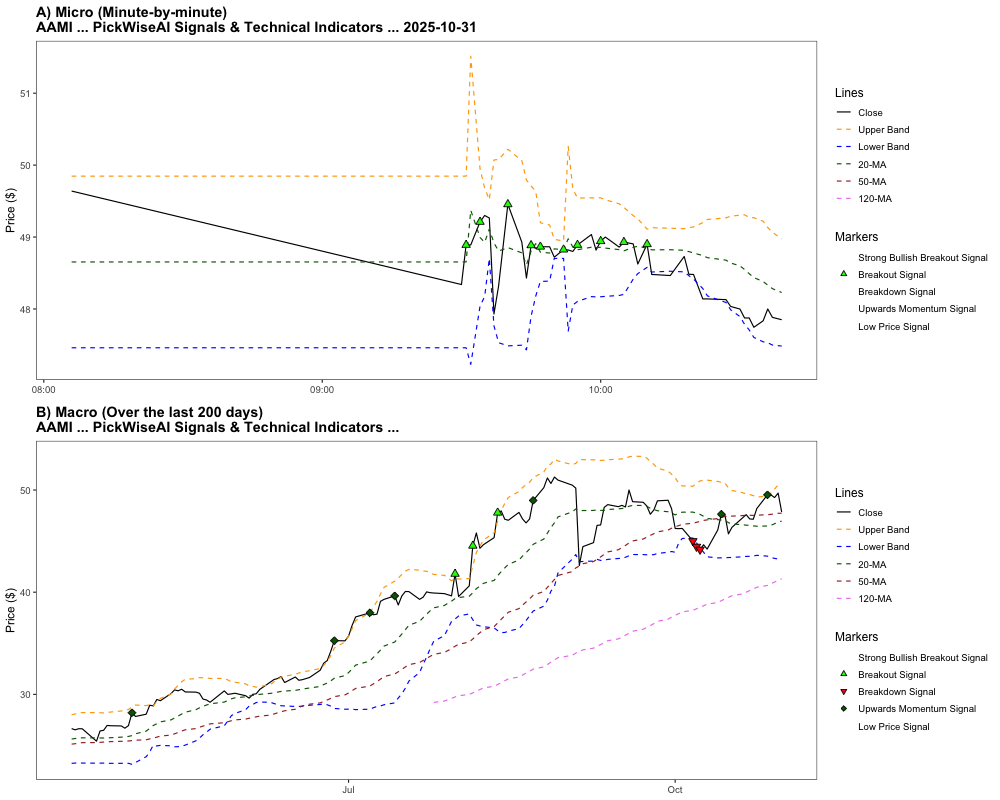 A) Micro (Minute-by-minute)
AAMI ... PickWiseAI Signals & Technical Indicators ... 2025-10-31
Price ($)
51
50
49
48
08:00
09:00
10:00
Lines
Close
Upper Band
Lower Band
20-MA
50-MA
120-MA
Markers
Strong Bullish Breakout Signal
Breakout Signal
Breakdown Signal
Upwards Momentum Signal
Low Price Signal
B) Macro (Over the last 200 days)
AAMI ... PickWiseAI Signals & Technical Indicators ...
Price ($)
50
40
30
Jul
Oct
Lines
Close
Upper Band
Lower Band
20-MA
50-MA
120-MA
Markers
Strong Bullish Breakout Signal
Breakout Signal
Breakdown Signal
Upwards Momentum Signal
Low Price Signal